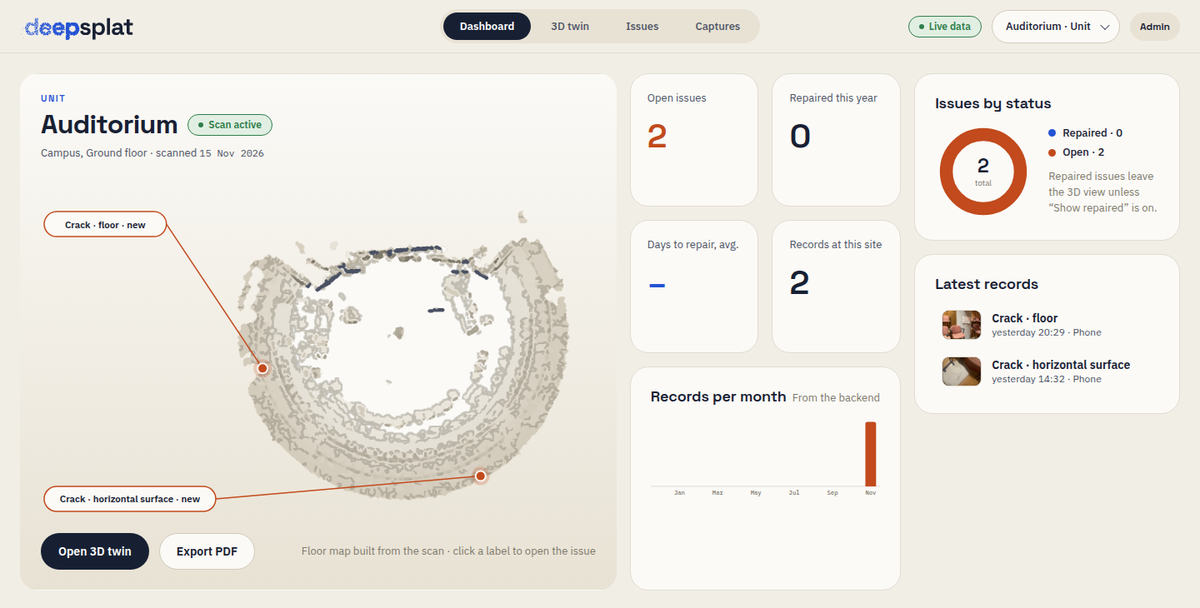 deepsplat
Dashboard
3D twin
Issues
Captures
Live data
Auditorium · Unit
Admin
UNIT
Auditorium
Scan active
Campus, Ground floor · scanned 15 Nov 2026
Crack · floor · new
Crack · horizontal surface · new
Open 3D twin
Export PDF
Floor map built from the scan · click a label to open the issue
Open issues
2
Repaired this year
0
Days to repair, avg.
–
Records at this site
2
Records per month From the backend
Jan Mar May Jul Sep Nov
Issues by status
2
total
Repaired · 0
Open · 2
Repaired issues leave
the 3D view unless
“Show repaired” is on.
Latest records
Crack · floor
yesterday 20:29 · Phone
Crack · horizontal surface
yesterday 14:32 · Phone